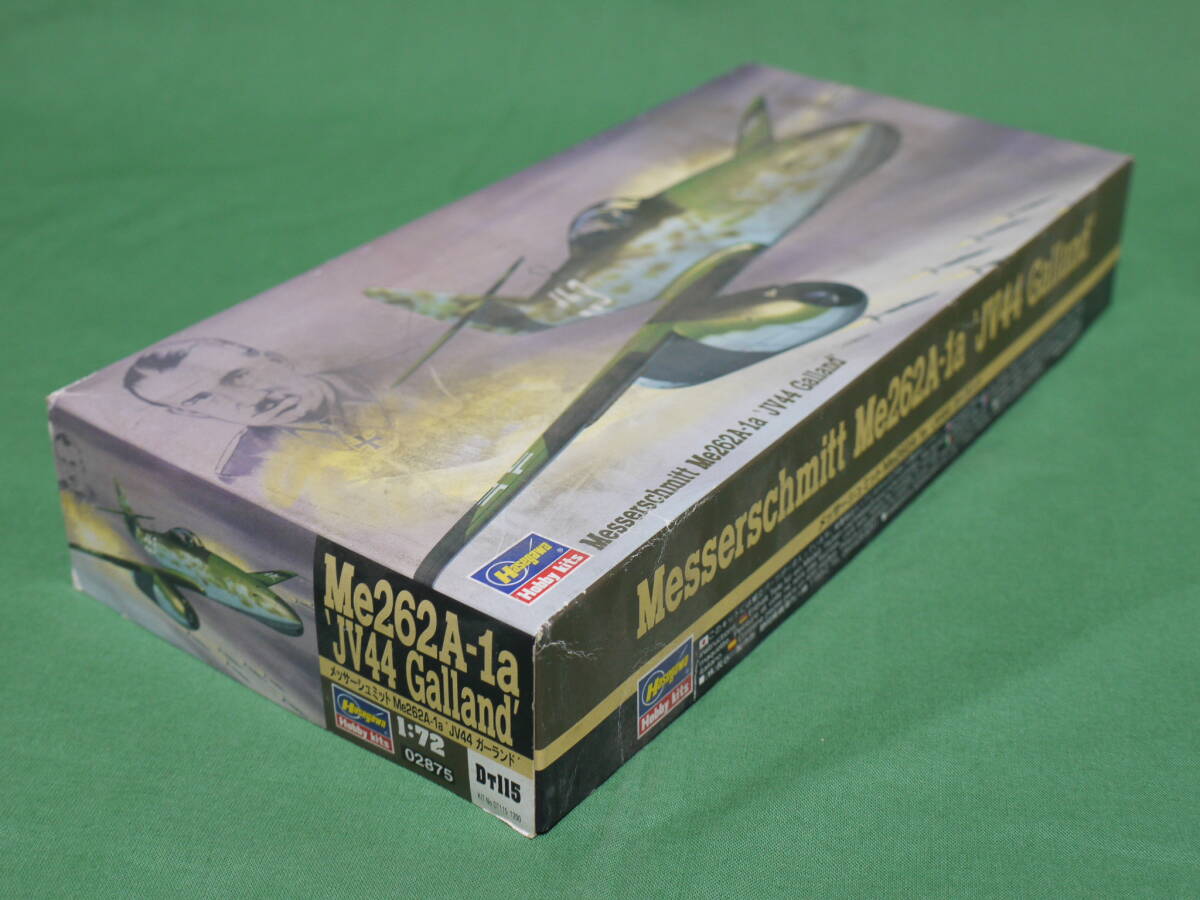 Messerschmitt Me262A-1a 'JV44 Galland'
Hasegawa
Hobby kits
Me262A-1a
'JV44 Galland'
メッサーシュミット Me262A-1a 'JV44 ガーランド'
Hasegawa
Hobby kits
1:72
02875
DT115
Messerschmitt Me262A-1a 'JV44 Galland'
Hasegawa
Hobby kits